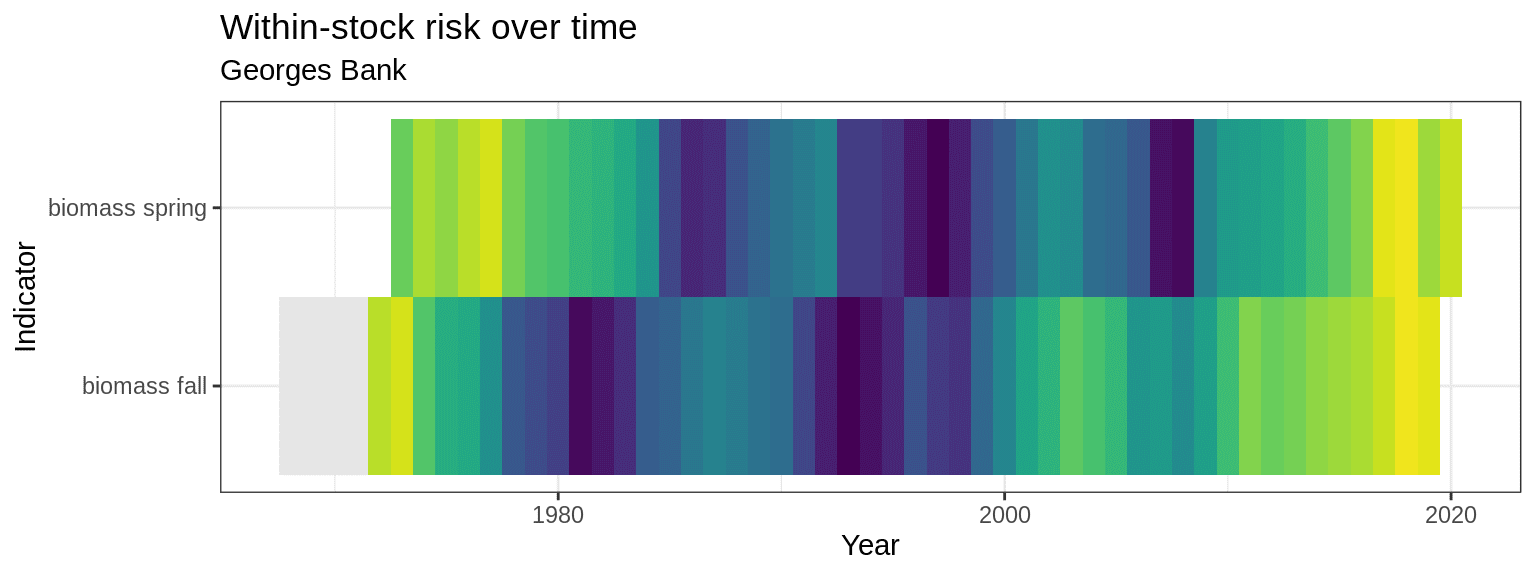 Within-stock risk over time
Georges Bank
biomass spring
biomass fall
Indicator
1980
2000
2020
Year